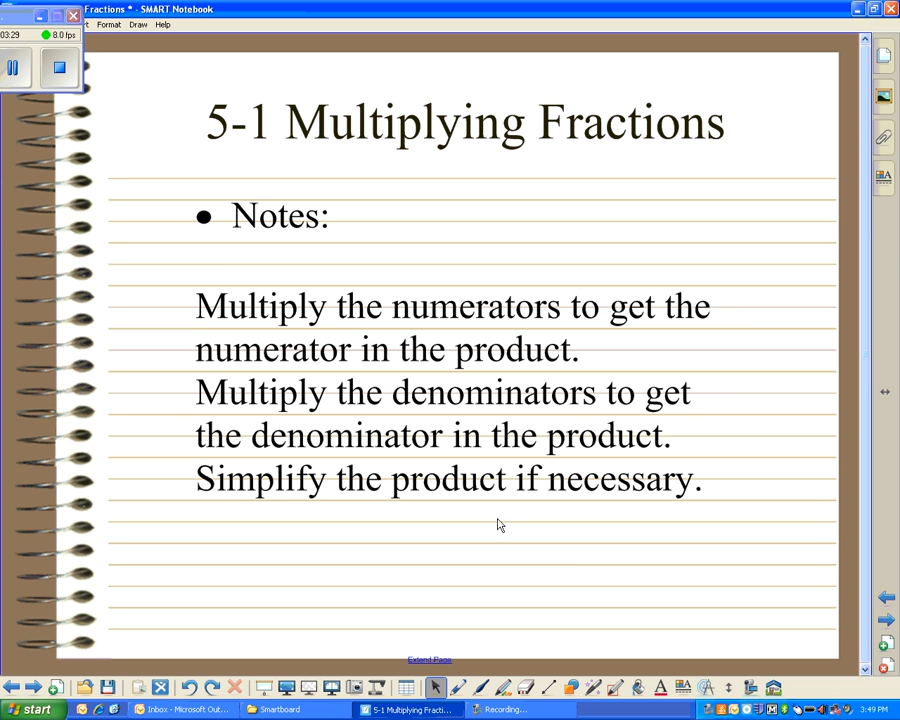 Fractions * - SMART Notebook
Format Draw Help
03:29 8.0 fps
5-1 Multiplying Fractions
• Notes:
Multiply the numerators to get the
numerator in the product.
Multiply the denominators to get
the denominator in the product.
Simplify the product if necessary.
Extend Page
start
Inbox - Microsoft Out...
Smartboard
5-1 Multiplying Fracti...
Recording...
3:49 PM